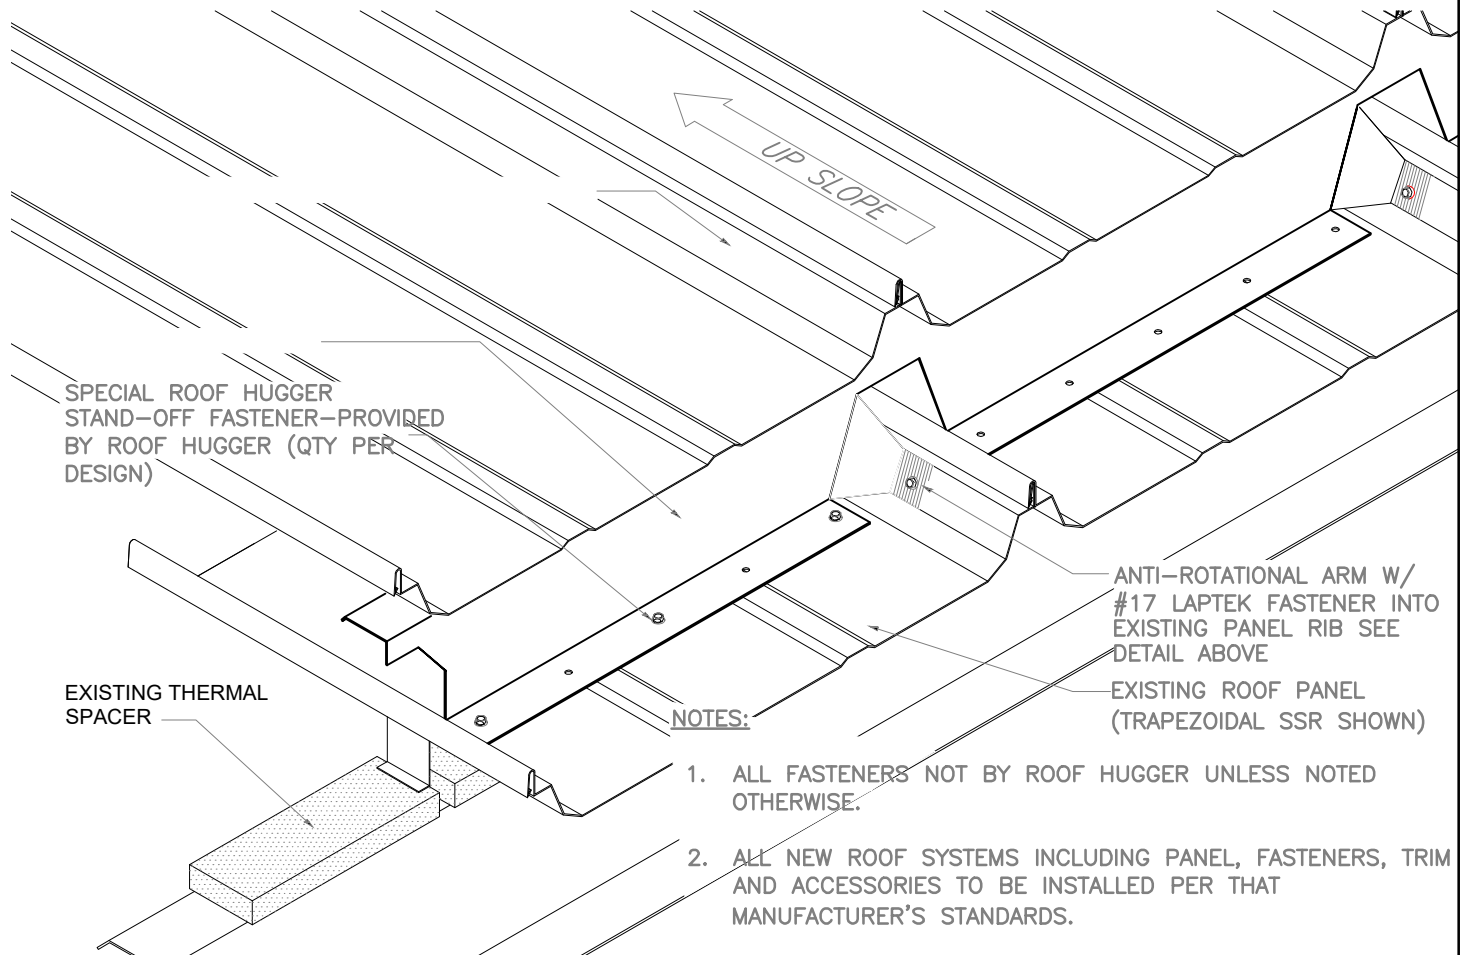 UP SLOPE
SPECIAL ROOF HUGGER
STAND-OFF FASTENER-PROVIDED
BY ROOF HUGGER (QTY PER
DESIGN)
ANTI-ROTATIONAL ARM W/
#17 LAPTEK FASTENER INTO
EXISTING PANEL RIB SEE
DETAIL ABOVE
EXISTING THERMAL
SPACER
EXISTING ROOF PANEL
(TRAPEZOIDAL SSR SHOWN)
NOTES:
1. ALL FASTENERS NOT BY ROOF HUGGER UNLESS NOTED
OTHERWISE.
2. ALL NEW ROOF SYSTEMS INCLUDING PANEL, FASTENERS, TRIM
AND ACCESSORIES TO BE INSTALLED PER THAT
MANUFACTURER'S STANDARDS.